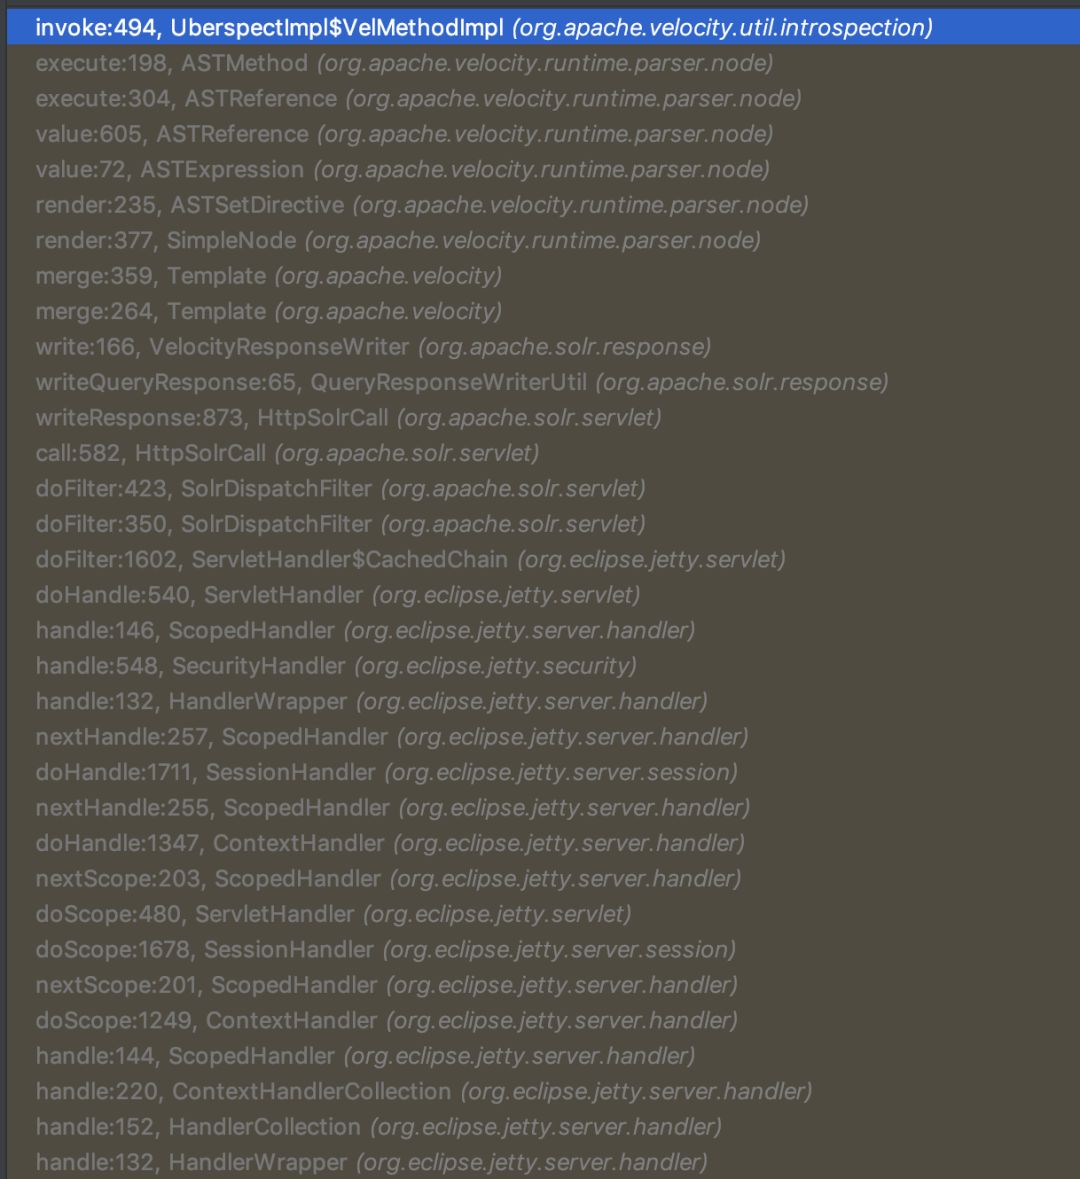 invoke:494, UberspectImpl$VelMethodImpl (org.apache.velocity.util.introspection)
execute:198, ASTMethod (org.apache.velocity.runtime.parser.node)
execute:304, ASTReference (org.apache.velocity.runtime.parser.node)
value:605, ASTReference (org.apache.velocity.runtime.parser.node)
value:72, ASTExpression (org.apache.velocity.runtime.parser.node)
render:235, ASTSetDirective (org.apache.velocity.runtime.parser.node)
render:377, SimpleNode (org.apache.velocity.runtime.parser.node)
merge:359, Template (org.apache.velocity)
merge:264, Template (org.apache.velocity)
write:166, VelocityResponseWriter (org.apache.solr.response)
writeQueryResponse:65, QueryResponseWriterUtil (org.apache.solr.response)
writeResponse:873, HttpSolrCall (org.apache.solr.servlet)
call:582, HttpSolrCall (org.apache.solr.servlet)
doFilter:423, SolrDispatchFilter (org.apache.solr.servlet)
doFilter:350, SolrDispatchFilter (org.apache.solr.servlet)
doFilter:1602, ServletHandler$CachedChain (org.eclipse.jetty.servlet)
doHandle:540, ServletHandler (org.eclipse.jetty.servlet)
handle:146, ScopedHandler (org.eclipse.jetty.server.handler)
handle:548, SecurityHandler (org.eclipse.jetty.security)
handle:132, HandlerWrapper (org.eclipse.jetty.server.handler)
nextHandle:257, ScopedHandler (org.eclipse.jetty.server.handler)
doHandle:1711, SessionHandler (org.eclipse.jetty.server.session)
nextHandle:255, ScopedHandler (org.eclipse.jetty.server.handler)
doHandle:1347, ContextHandler (org.eclipse.jetty.server.handler)
nextScope:203, ScopedHandler (org.eclipse.jetty.server.handler)
doScope:480, ServletHandler (org.eclipse.jetty.servlet)
doScope:1678, SessionHandler (org.eclipse.jetty.server.session)
nextScope:201, ScopedHandler (org.eclipse.jetty.server.handler)
doScope:1249, ContextHandler (org.eclipse.jetty.server.handler)
handle:144, ScopedHandler (org.eclipse.jetty.server.handler)
handle:220, ContextHandlerCollection (org.eclipse.jetty.server.handler)
handle:152, HandlerCollection (org.eclipse.jetty.server.handler)
handle:132, HandlerWrapper (org.eclipse.jetty.server.handler)